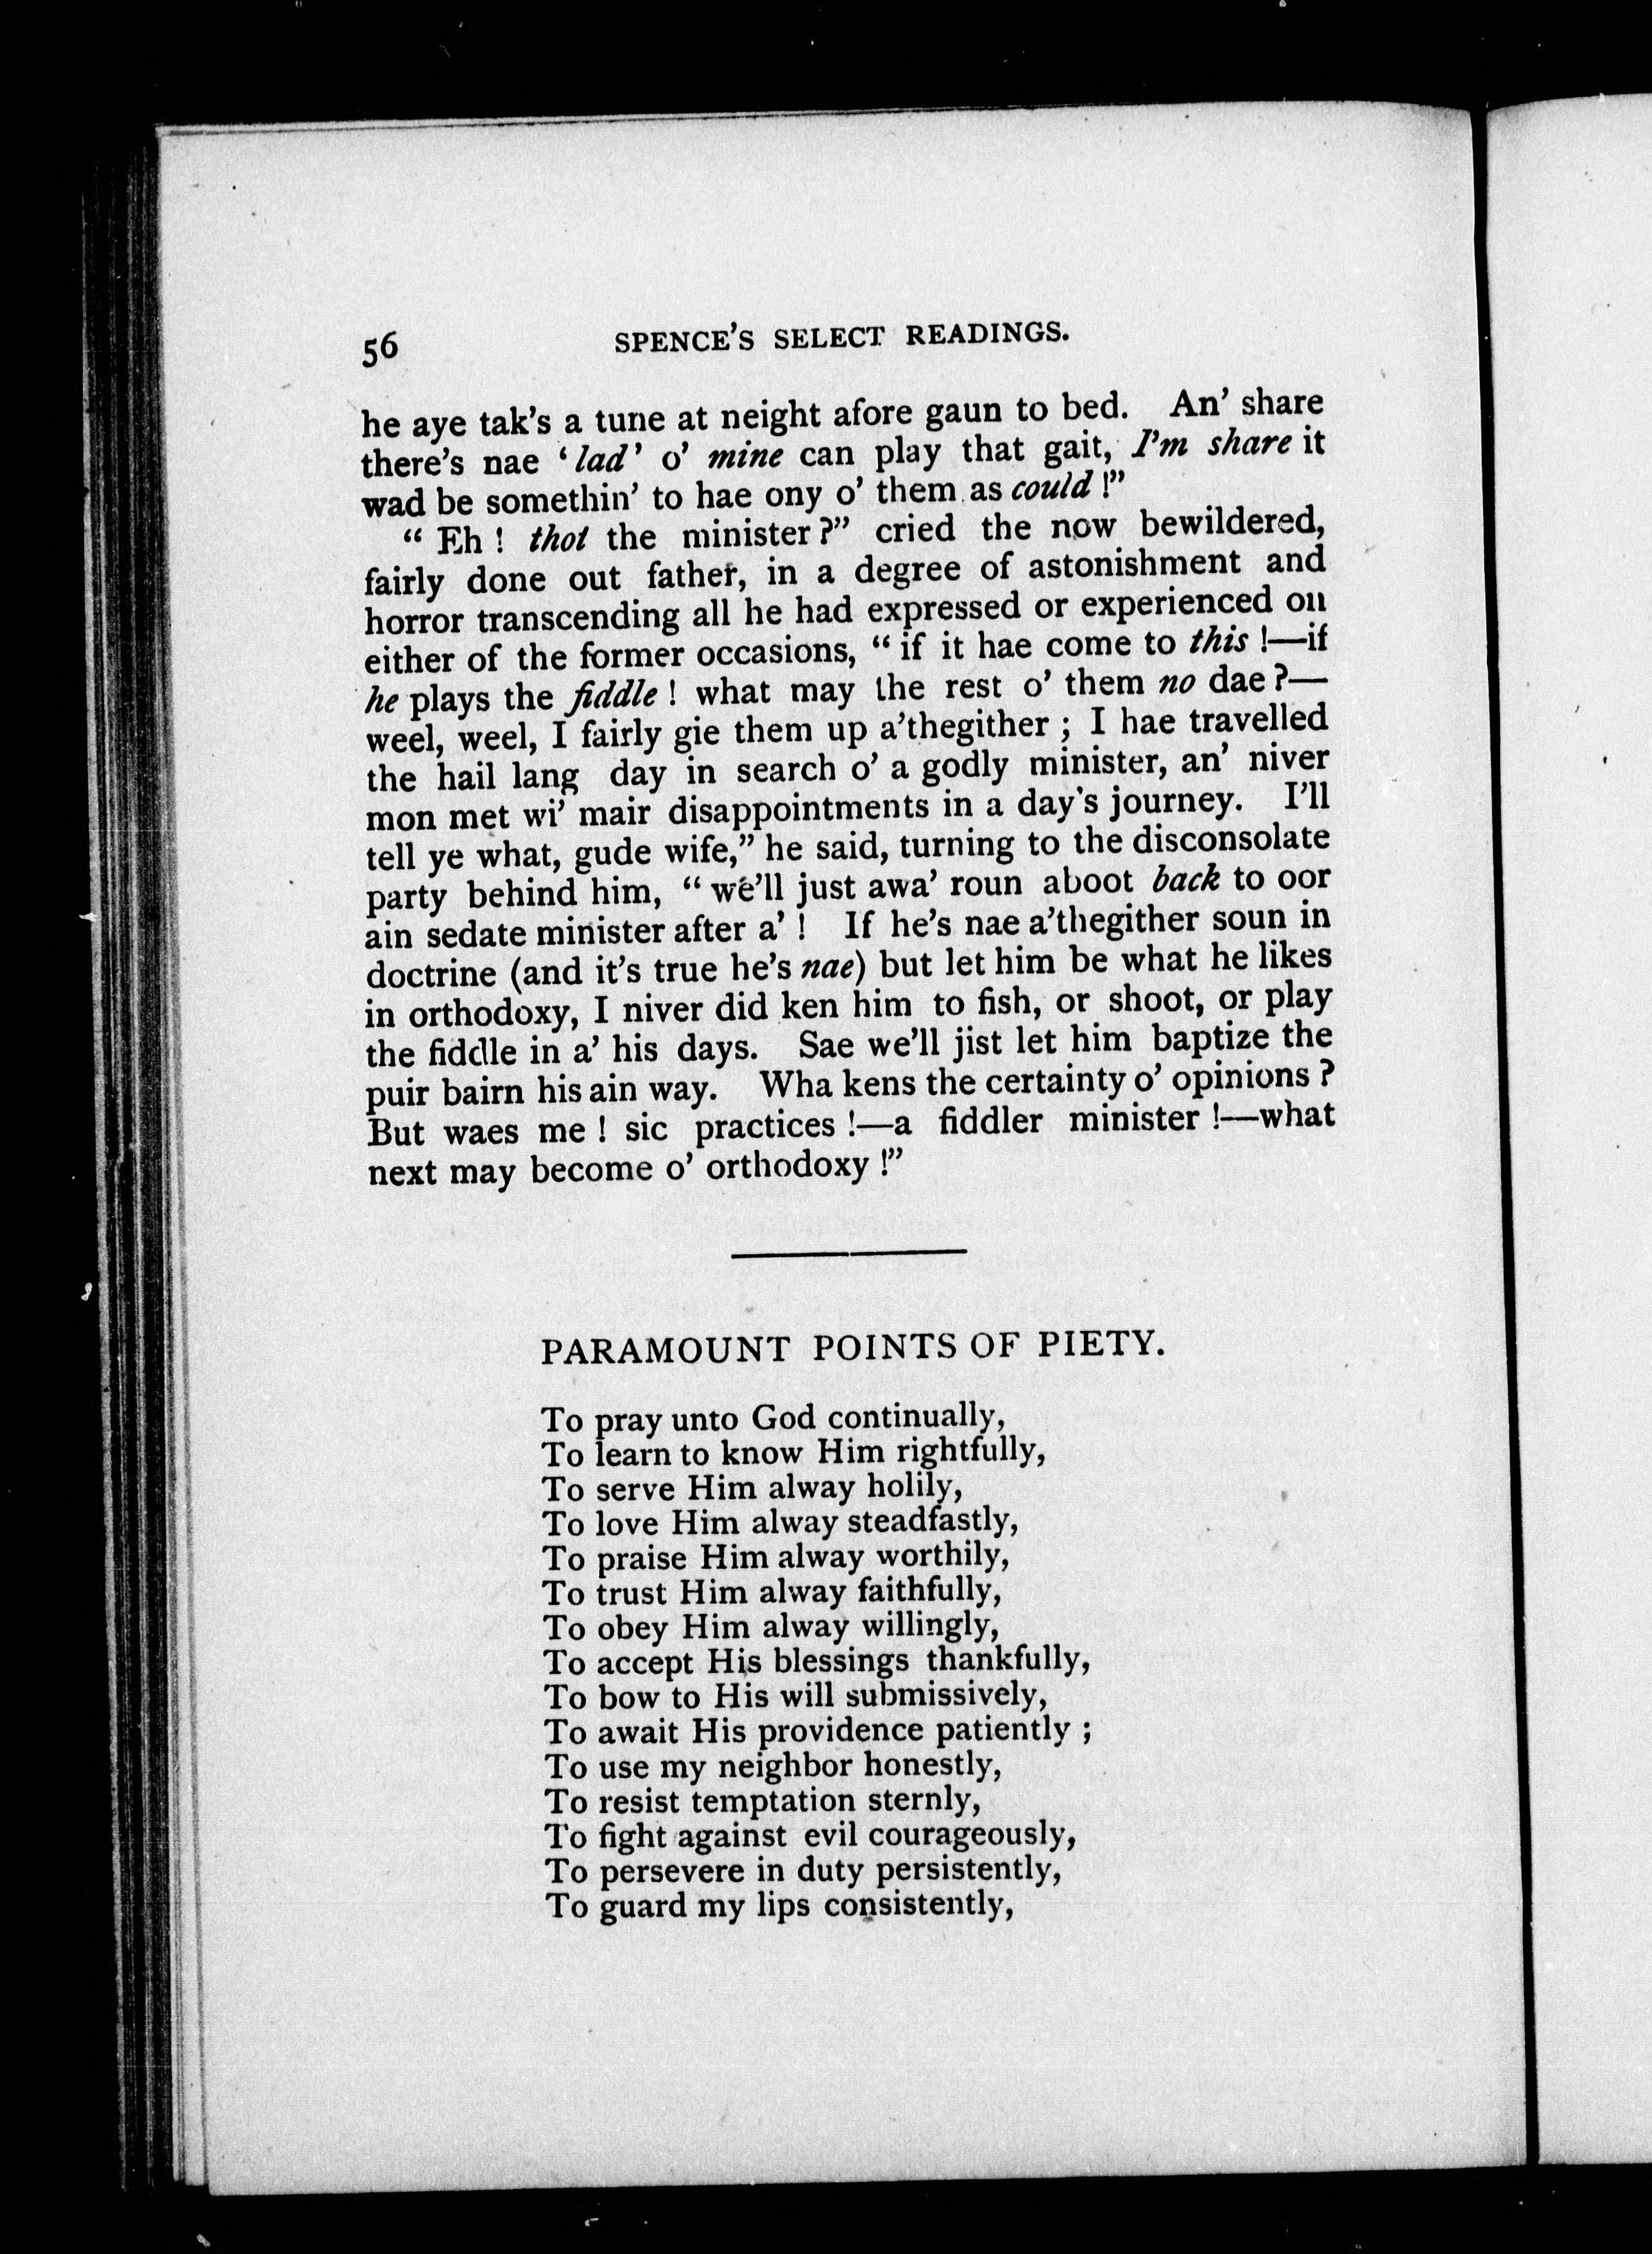 56 SPENCE'S SELECT READINGS.
he aye tak's a tune at neight afore gaun to bed. An' share
there's nae 'lad' o' mine can play that gait, I'm share it
wad be somethin' to hae ony o' them as could!"
"Eh! thot the minister?" cried the now bewildered,
fairly done out father, in a degree of astonishment and
horror transcending all he had expressed or experienced on
either of the former occasions, "if it hae come to this!—if
he plays the fiddle! what may the rest o' them no dae?—
weel, weel, I fairly gie them up a'thegither; I hae travelled
the hail lang day in search o' a godly minister, an' niver
mon met wi' mair disappointments in a day's journey. I'll
tell ye what, gude wife," he said, turning to the disconsolate
party behind him, "we'll just awa' roun aboot back to oor
ain sedate minister after a'! If he's nae a'thegither soun in
doctrine (and it's true he's nae) but let him be what he likes
in orthodoxy, I niver did ken him to fish, or shoot, or play
the fiddle in a' his days. Sae we'll jist let him baptize the
puir bairn his ain way. Wha kens the certainty o' opinions?
But waes me! sic practices!—a fiddler minister!—what
next may become o' orthodoxy!"
PARAMOUNT POINTS OF PIETY.
To pray unto God continually,
To learn to know Him rightfully,
To serve Him alway holily,
To love Him alway steadfastly,
To praise Him alway worthily,
To trust Him alway faithfully,
To obey Him alway willingly,
To accept His blessings thankfully,
To bow to His will submissively,
To await His providence patiently;
To use my neighbor honestly,
To resist temptation sternly,
To fight against evil courageously,
To persevere in duty persistently,
To guard my lips consistently,